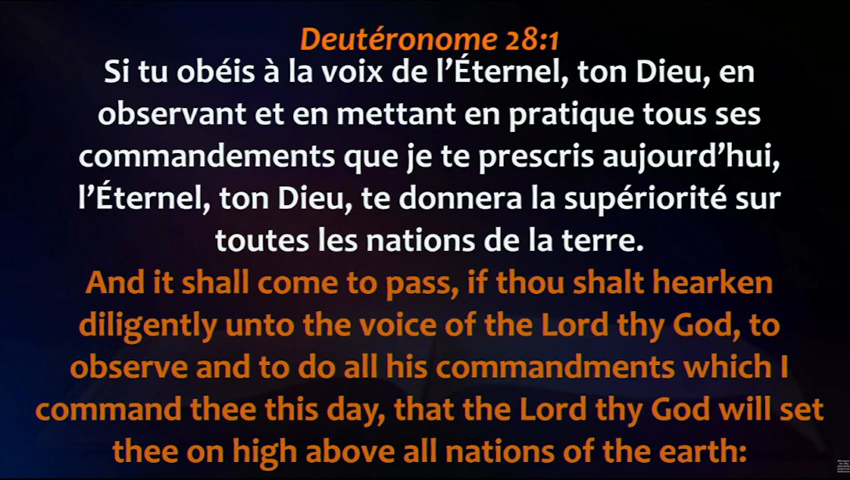 Deutéronome 28:1
Si tu obéis à la voix de l’Éternel, ton Dieu, en
observant et en mettant en pratique tous ses
commandements que je te prescris aujourd’hui,
l’Éternel, ton Dieu, te donnera la supériorité sur
toutes les nations de la terre.
And it shall come to pass, if thou shalt hearken
diligently unto the voice of the Lord thy God, to
observe and to do all his commandments which I
command thee this day, that the Lord thy God will set
thee on high above all nations of the earth: